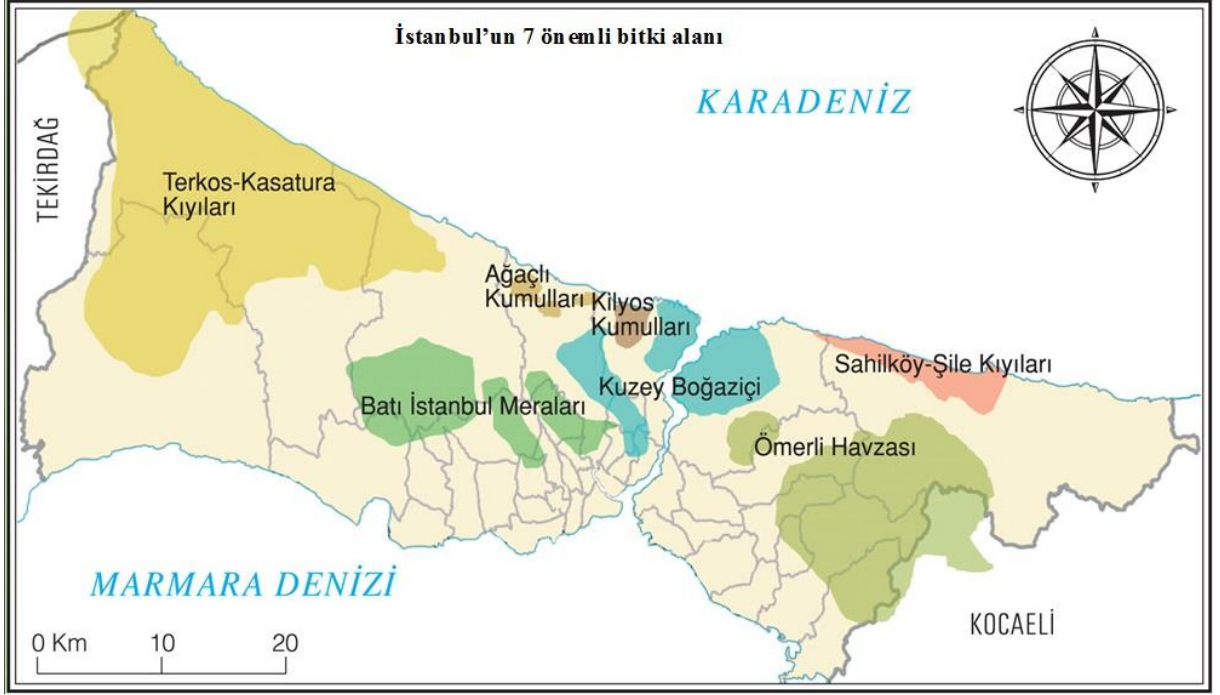 İstanbul'un 7 önemli bitki alanı
KARADENİZ
TEKİRDAĞ
Terkos-Kasatura
Kıyıları
Ağaçlı
Kumulları
Kilyos
Kumulları
Sahilköy-Şile Kıyıları
Kuzey Boğaziçi
Batı İstanbul Meraları
Ömerli Havzası
MARMARA DENİZİ
KOCAELİ
0 Km 10 20